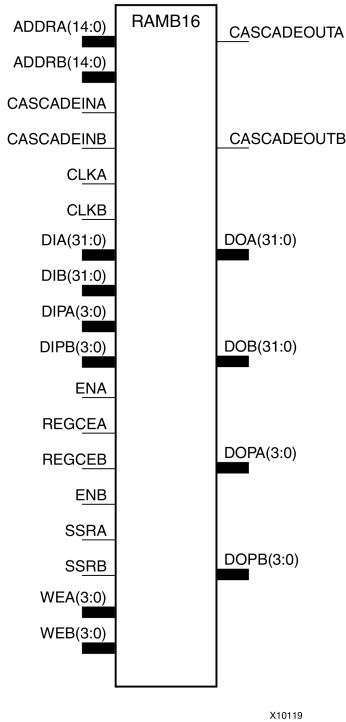 RAMB16
ADDRA(14:0)
ADDRB(14:0)
CASCADEINA
CASCADEINB
CLKA
CLKB
DIA(31:0)
DIB(31:0)
DIPA(3:0)
DIPB(3:0)
ENA
REGCEA
REGCEB
ENB
SSRA
SSRB
WEA(3:0)
WEB(3:0)
CASCADEOUTA
CASCADEOUTB
DOA(31:0)
DOB(31:0)
DOPA(3:0)
DOPB(3:0)
X10119